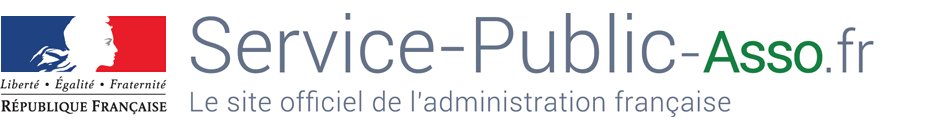 Liberté • Égalité • Fraternité
RÉPUBLIQUE FRANÇAISE
Service-Public-Asso.fr
Le site officiel de l'administration française